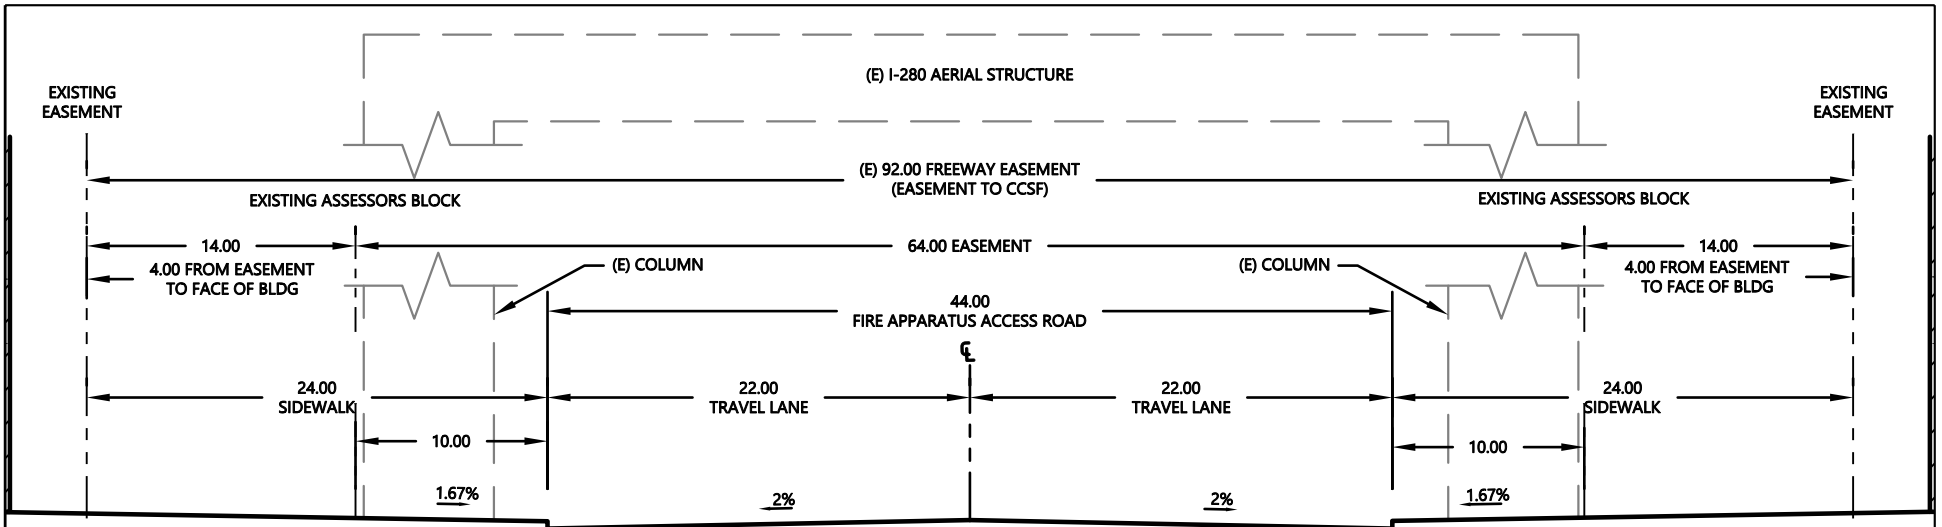 (E) I-280 AERIAL STRUCTURE
EXISTING
EASEMENT
EXISTING
EASEMENT
(E) 92.00 FREEWAY EASEMENT
(EASEMENT TO CCSF)
EXISTING ASSESSORS BLOCK
EXISTING ASSESSORS BLOCK
14.00
64.00 EASEMENT
14.00
4.00 FROM EASEMENT
TO FACE OF BLDG
(E) COLUMN
(E) COLUMN
4.00 FROM EASEMENT
TO FACE OF BLDG
44.00
FIRE APPARATUS ACCESS ROAD
CL
24.00
SIDEWALK
22.00
TRAVEL LANE
22.00
TRAVEL LANE
24.00
SIDEWALK
10.00
10.00
1.67%
2%
2%
1.67%